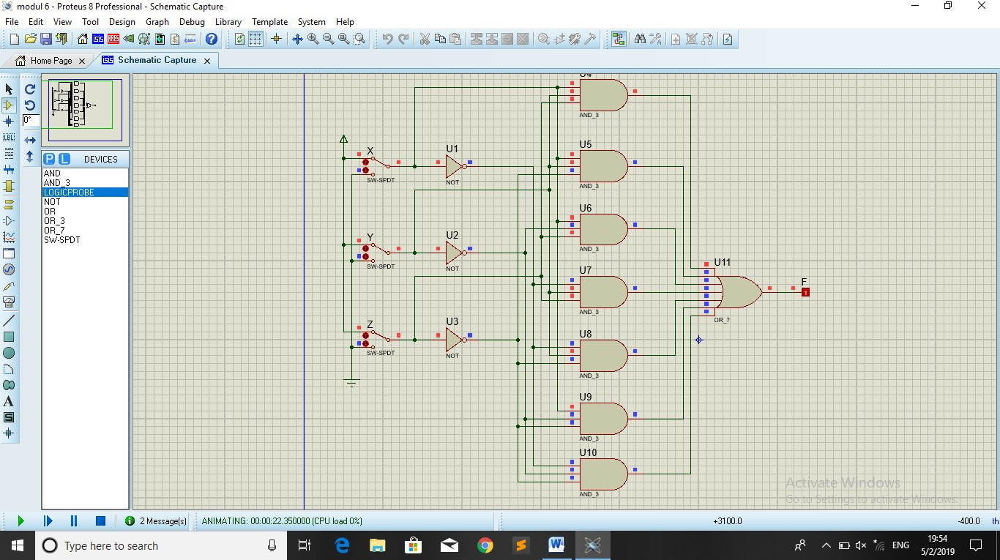 modul 6 - Proteus 8 Professional - Schematic Capture
File Edit View Tool Design Graph Debug Library Template System Help
Home Page
Schematic Capture
0°
LBL
P L DEVICES
AND
AND_3
LOGICPROBE
NOT
OR
OR_3
OR_7
SW-SPDT
U4
AND_3
X
SW-SPDT
U1
NOT
U5
AND_3
U6
AND_3
Y
SW-SPDT
U2
NOT
U7
AND_3
U11
OR_7
F
1
Z
SW-SPDT
U3
NOT
U8
AND_3
U9
AND_3
U10
AND_3
Activate Windows
Go to Settings to activate Windows.
2 Message(s)
ANIMATING: 00:00:22.350000 (CPU load 0%)
+3100.0
-400.0 th
Type here to search
ENG
19:54
5/2/2019